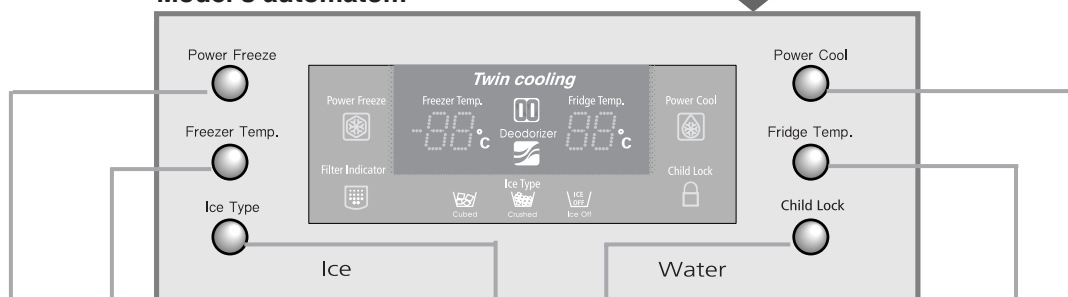 Power Freeze
Power Cool
Twin cooling
Power Freeze
Freezer Temp.
Fridge Temp.
Power Cool
Freezer Temp.
-88°C
Deodorizer
88°C
Fridge Temp.
Filter Indicator
Ice Type
Child Lock
Cubed
Crushed
ICE OFF
Ice Off
Ice Type
Child Lock
Ice
Water